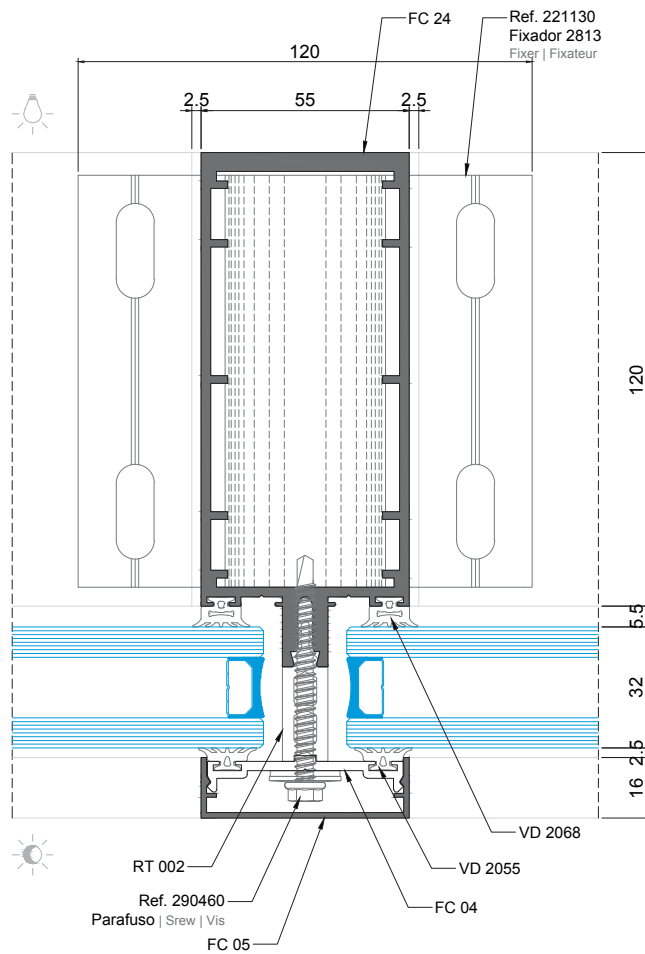 FC 24
Ref. 221130
Fixador 2813
Fixer | Fixateur
120
2.5
55
2.5
120
5.5
32
2.5
16
VD 2068
RT 002
VD 2055
Ref. 290460
FC 04
Parafuso | Srew | Vis
FC 05